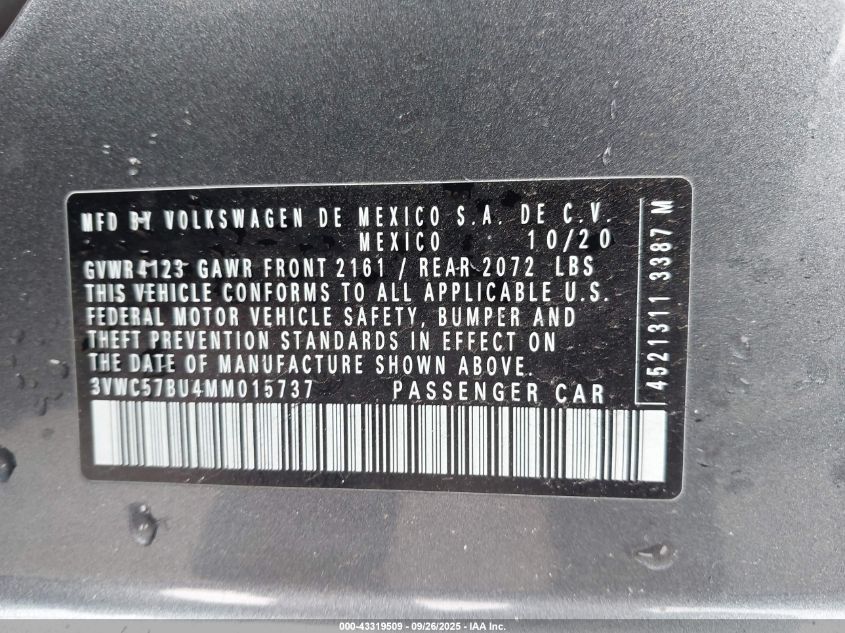 MFD BY VOLKSWAGEN DE MEXICO S.A. DE C.V.
MEXICO 10/20
GVWR4123 GAWR FRONT 2161 / REAR 2072 LBS
THIS VEHICLE CONFORMS TO ALL APPLICABLE U.S.
FEDERAL MOTOR VEHICLE SAFETY, BUMPER AND
THEFT PREVENTION STANDARDS IN EFFECT ON
THE DATE OF MANUFACTURE SHOWN ABOVE.
3VWC57BU4MM015737 PASSENGER CAR
4521311 3387 M
000-43319509 - 09/26/2025 - IAA Inc.